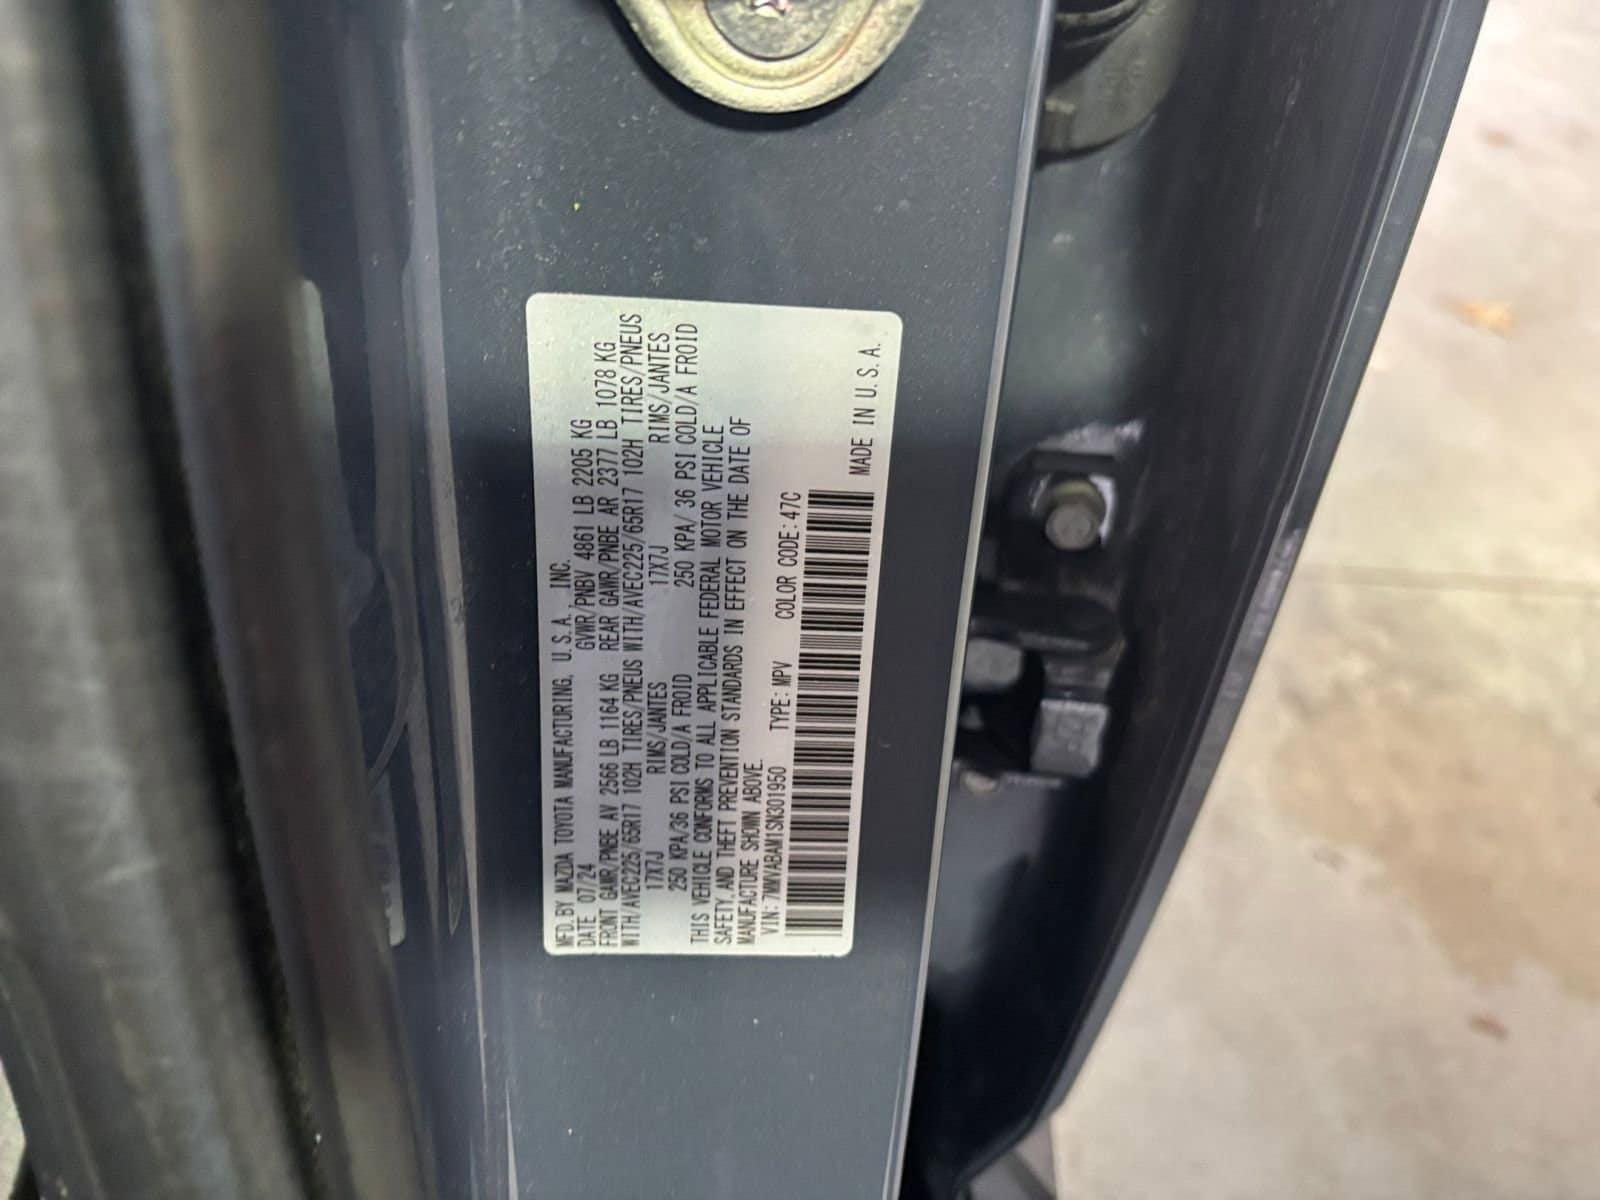 MFD. BY MAZDA TOYOTA MANUFACTURING, U.S.A., INC.
DATE 07/24 GVWR/PNBV 4861 LB 2205 KG
FRONT GAWR/PNBE AV 2566 LB 1164 KG REAR GAWR/PNBE AR 2377 LB 1078 KG
WITH/AVEC225/65R17 102H TIRES/PNEUS WITH/AVEC225/65R17 102H TIRES/PNEUS
17X7J RIMS/JANTES 17X7J RIMS/JANTES
250 KPA/36 PSI COLD/A FROID 250 KPA/ 36 PSI COLD/A FROID
THIS VEHICLE CONFORMS TO ALL APPLICABLE FEDERAL MOTOR VEHICLE
SAFETY, AND THEFT PREVENTION STANDARDS IN EFFECT ON THE DATE OF
MANUFACTURE SHOWN ABOVE.
VIN: 7MMVABAM1SN301950 TYPE: MPV COLOR CODE: 47C
MADE IN U.S.A.